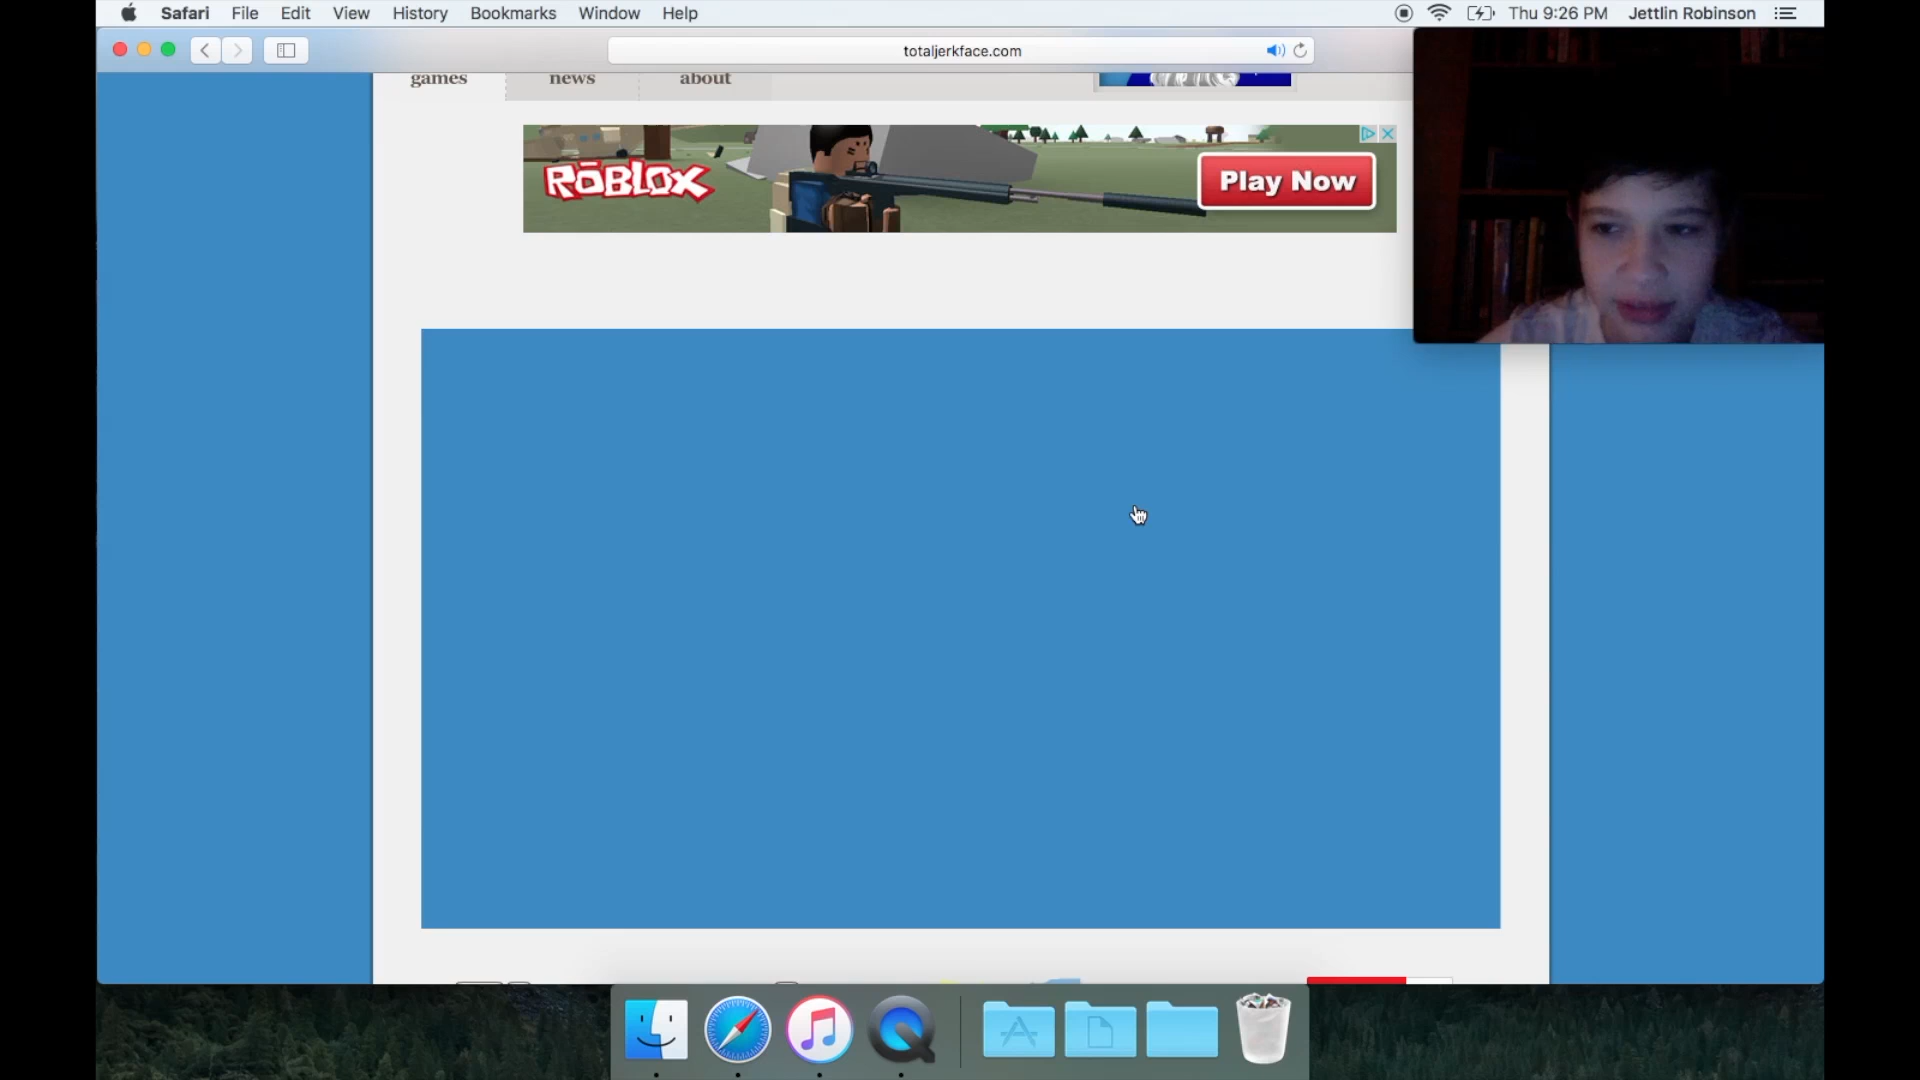 Safari File Edit View History Bookmarks Window Help Thu 9:26 PM Jettlin Robinson
totaljerkface.com
games news about
ROBLOX Play Now